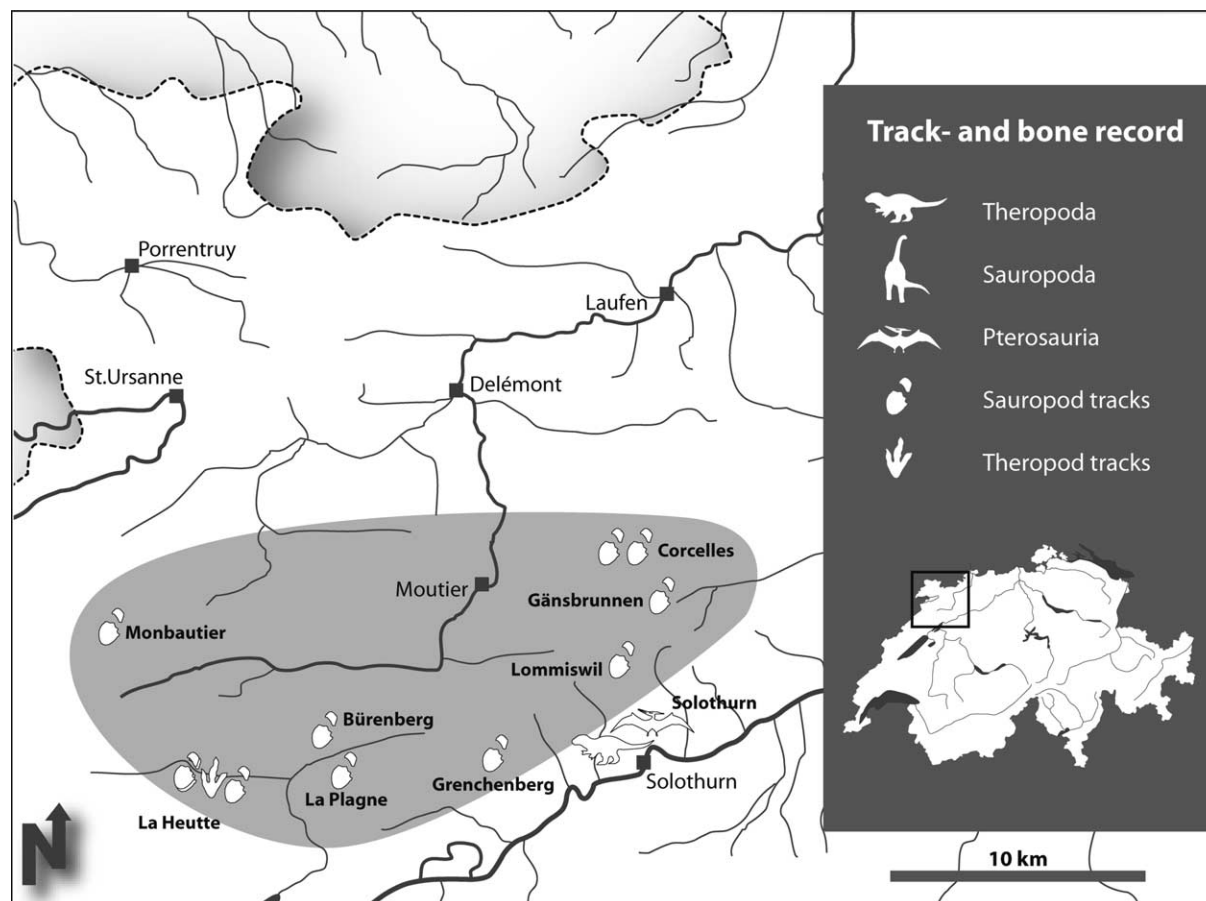 Track- and bone record
Theropoda
Sauropoda
Pterosauria
Sauropod tracks
Theropod tracks
Porrentruy
Laufen
St.Ursanne
Delémont
Corcelles
Moutier
Gänsbrunnen
Monbautier
Lommiswil
Solothurn
Bürenberg
Grenchenberg
Solothurn
La Plagne
La Heutte
N
10 km